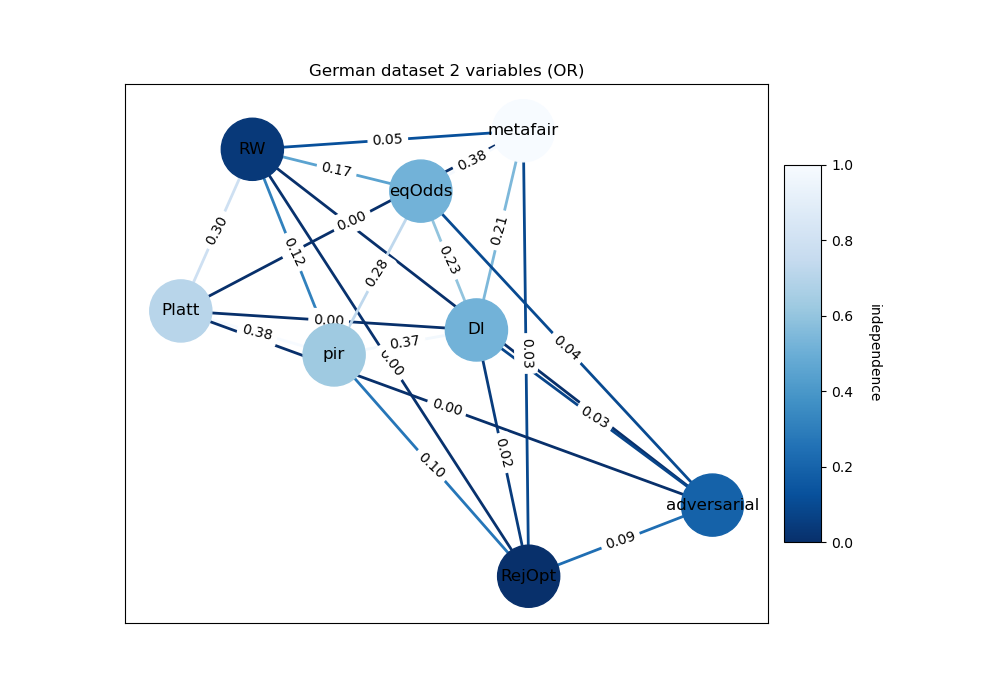 German dataset 2 variables (OR)
metafair
RW
0.05
0.38
0.17
eqOdds
0.00
0.30
0.21
0.12
0.23
0.28
Platt
0.00
DI
0.38
0.37
0.04
0.03
pir
0.00
0.00
0.03
0.02
0.10
adversarial
0.09
RejOpt
1.0
0.8
0.6
0.4
0.2
0.0
independence